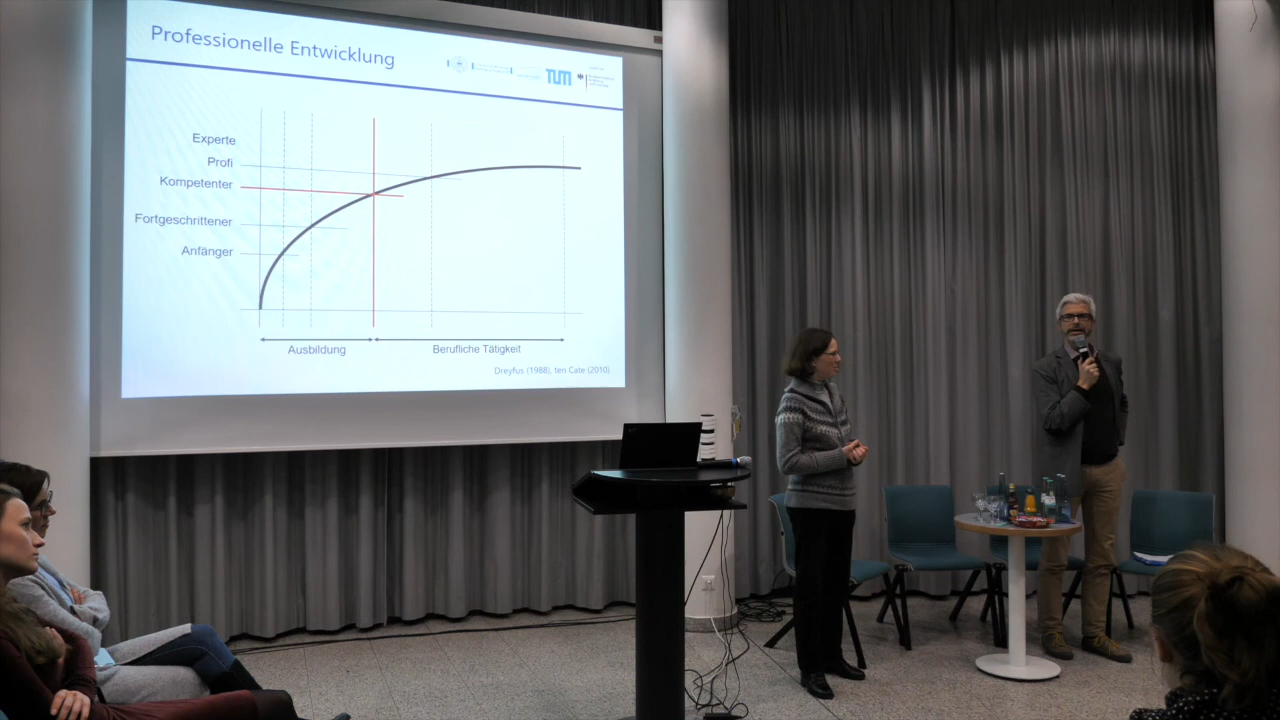 Professionelle Entwicklung
TUM
Experte
Profi
Kompetenter
Fortgeschrittener
Anfänger
Ausbildung
Berufliche Tätigkeit
Dreyfus (1988), ten Cate (2010)